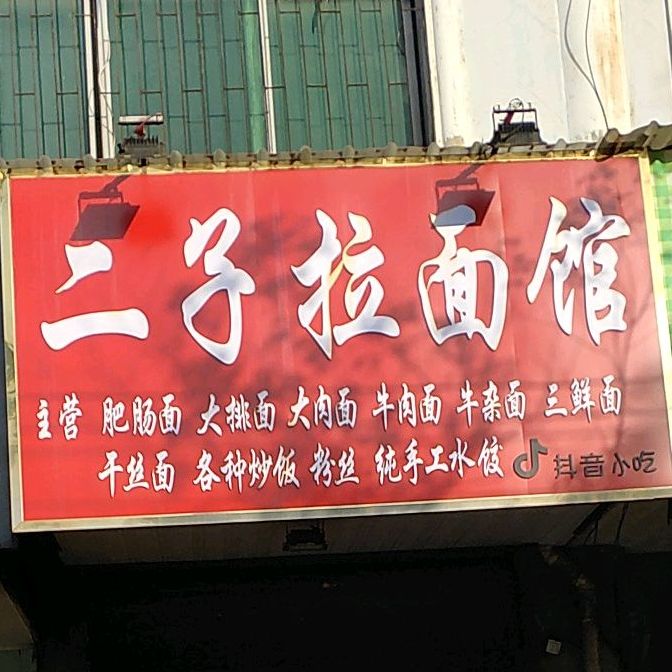 二子拉面馆
主营 肥肠面 大排面 大肉面 牛肉面 牛杂面 三鲜面
干丝面 各种炒饭 粉丝 纯手工水饺 抖音小吃